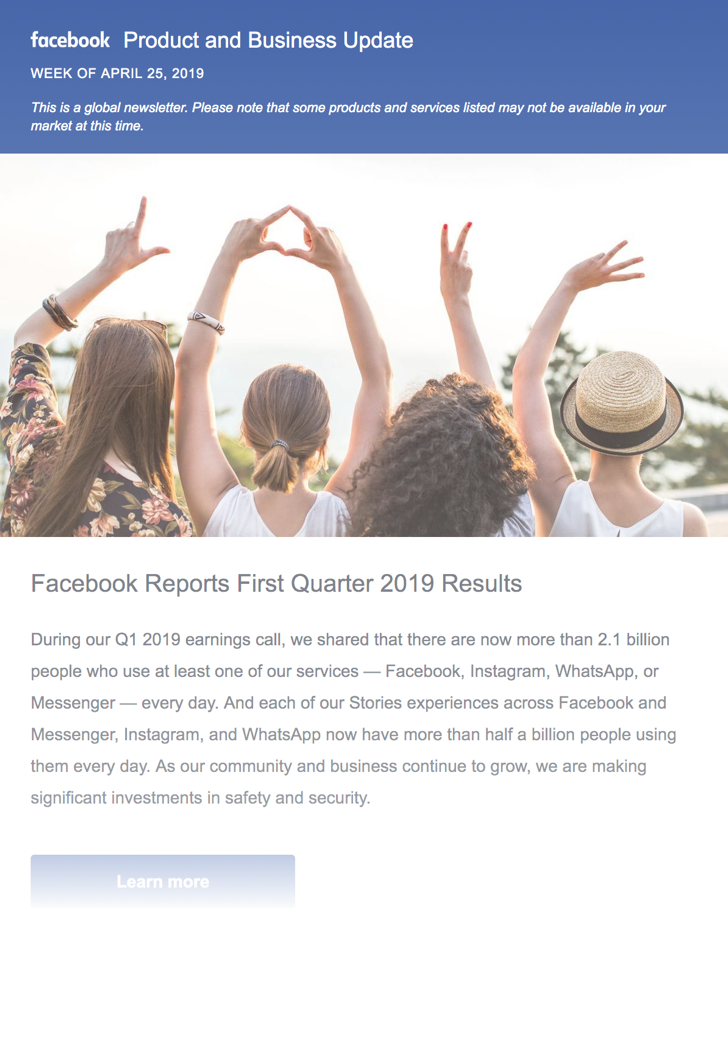 facebook Product and Business Update
WEEK OF APRIL 25, 2019
This is a global newsletter. Please note that some products and services listed may not be available in your
market at this time.
Facebook Reports First Quarter 2019 Results
During our Q1 2019 earnings call, we shared that there are now more than 2.1 billion
people who use at least one of our services — Facebook, Instagram, WhatsApp, or
Messenger — every day. And each of our Stories experiences across Facebook and
Messenger, Instagram, and WhatsApp now have more than half a billion people using
them every day. As our community and business continue to grow, we are making
significant investments in safety and security.
Learn more